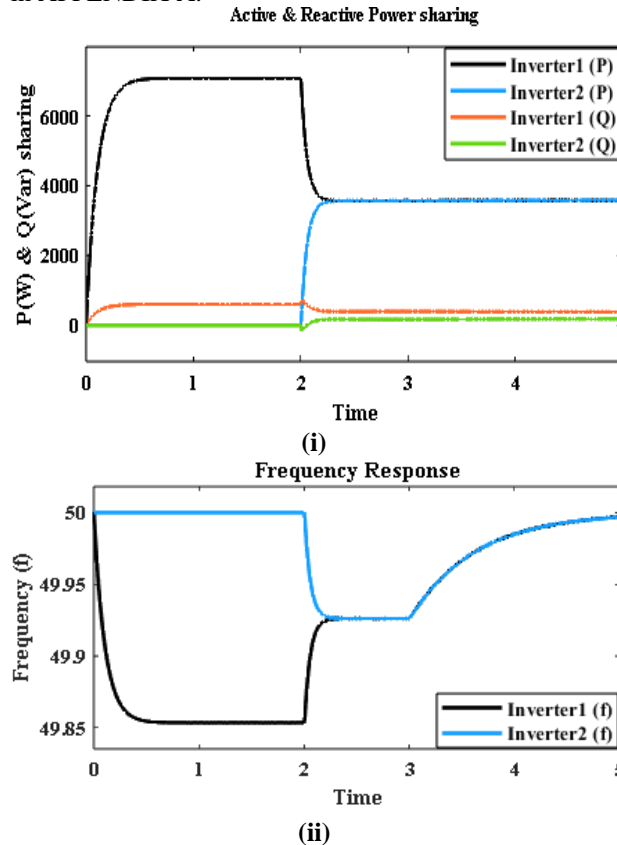 Active & Reactive Power sharing
P(W) & Q(Var) sharing
6000
4000
2000
0
Inverter1 (P)
Inverter2 (P)
Inverter1 (Q)
Inverter2 (Q)
0 1 2 3 4
Time
(i)
Frequency Response
Frequency (f)
50
49.95
49.9
49.85
Inverter1 (f)
Inverter2 (f)
0 1 2 3 4 5
Time
(ii)